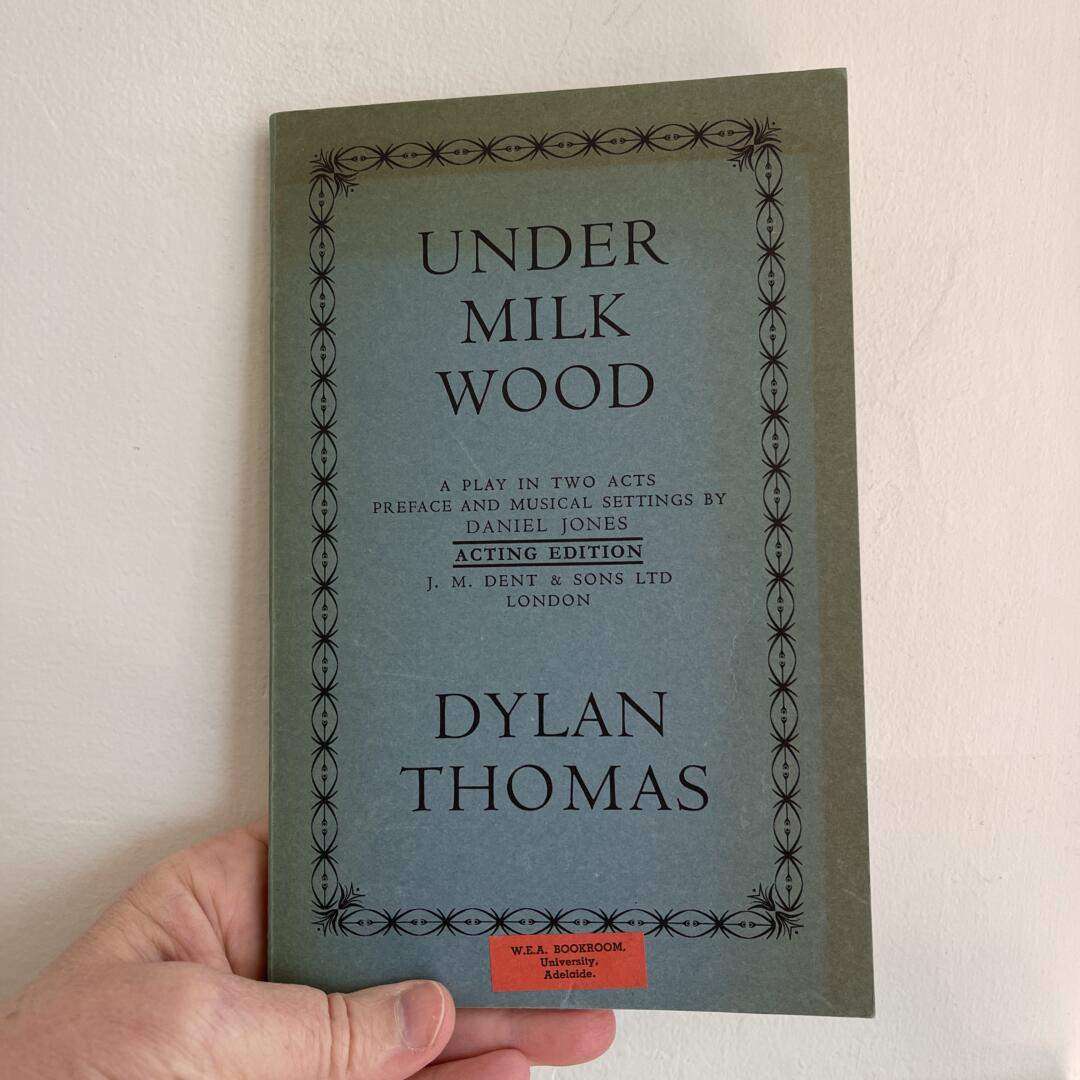 UNDER
MILK
WOOD
A PLAY IN TWO ACTS
PREFACE AND MUSICAL SETTINGS BY
DANIEL JONES
ACTING EDITION
J. M. DENT & SONS LTD
LONDON
DYLAN
THOMAS
W.E.A. BOOKROOM,
University,
Adelaide.